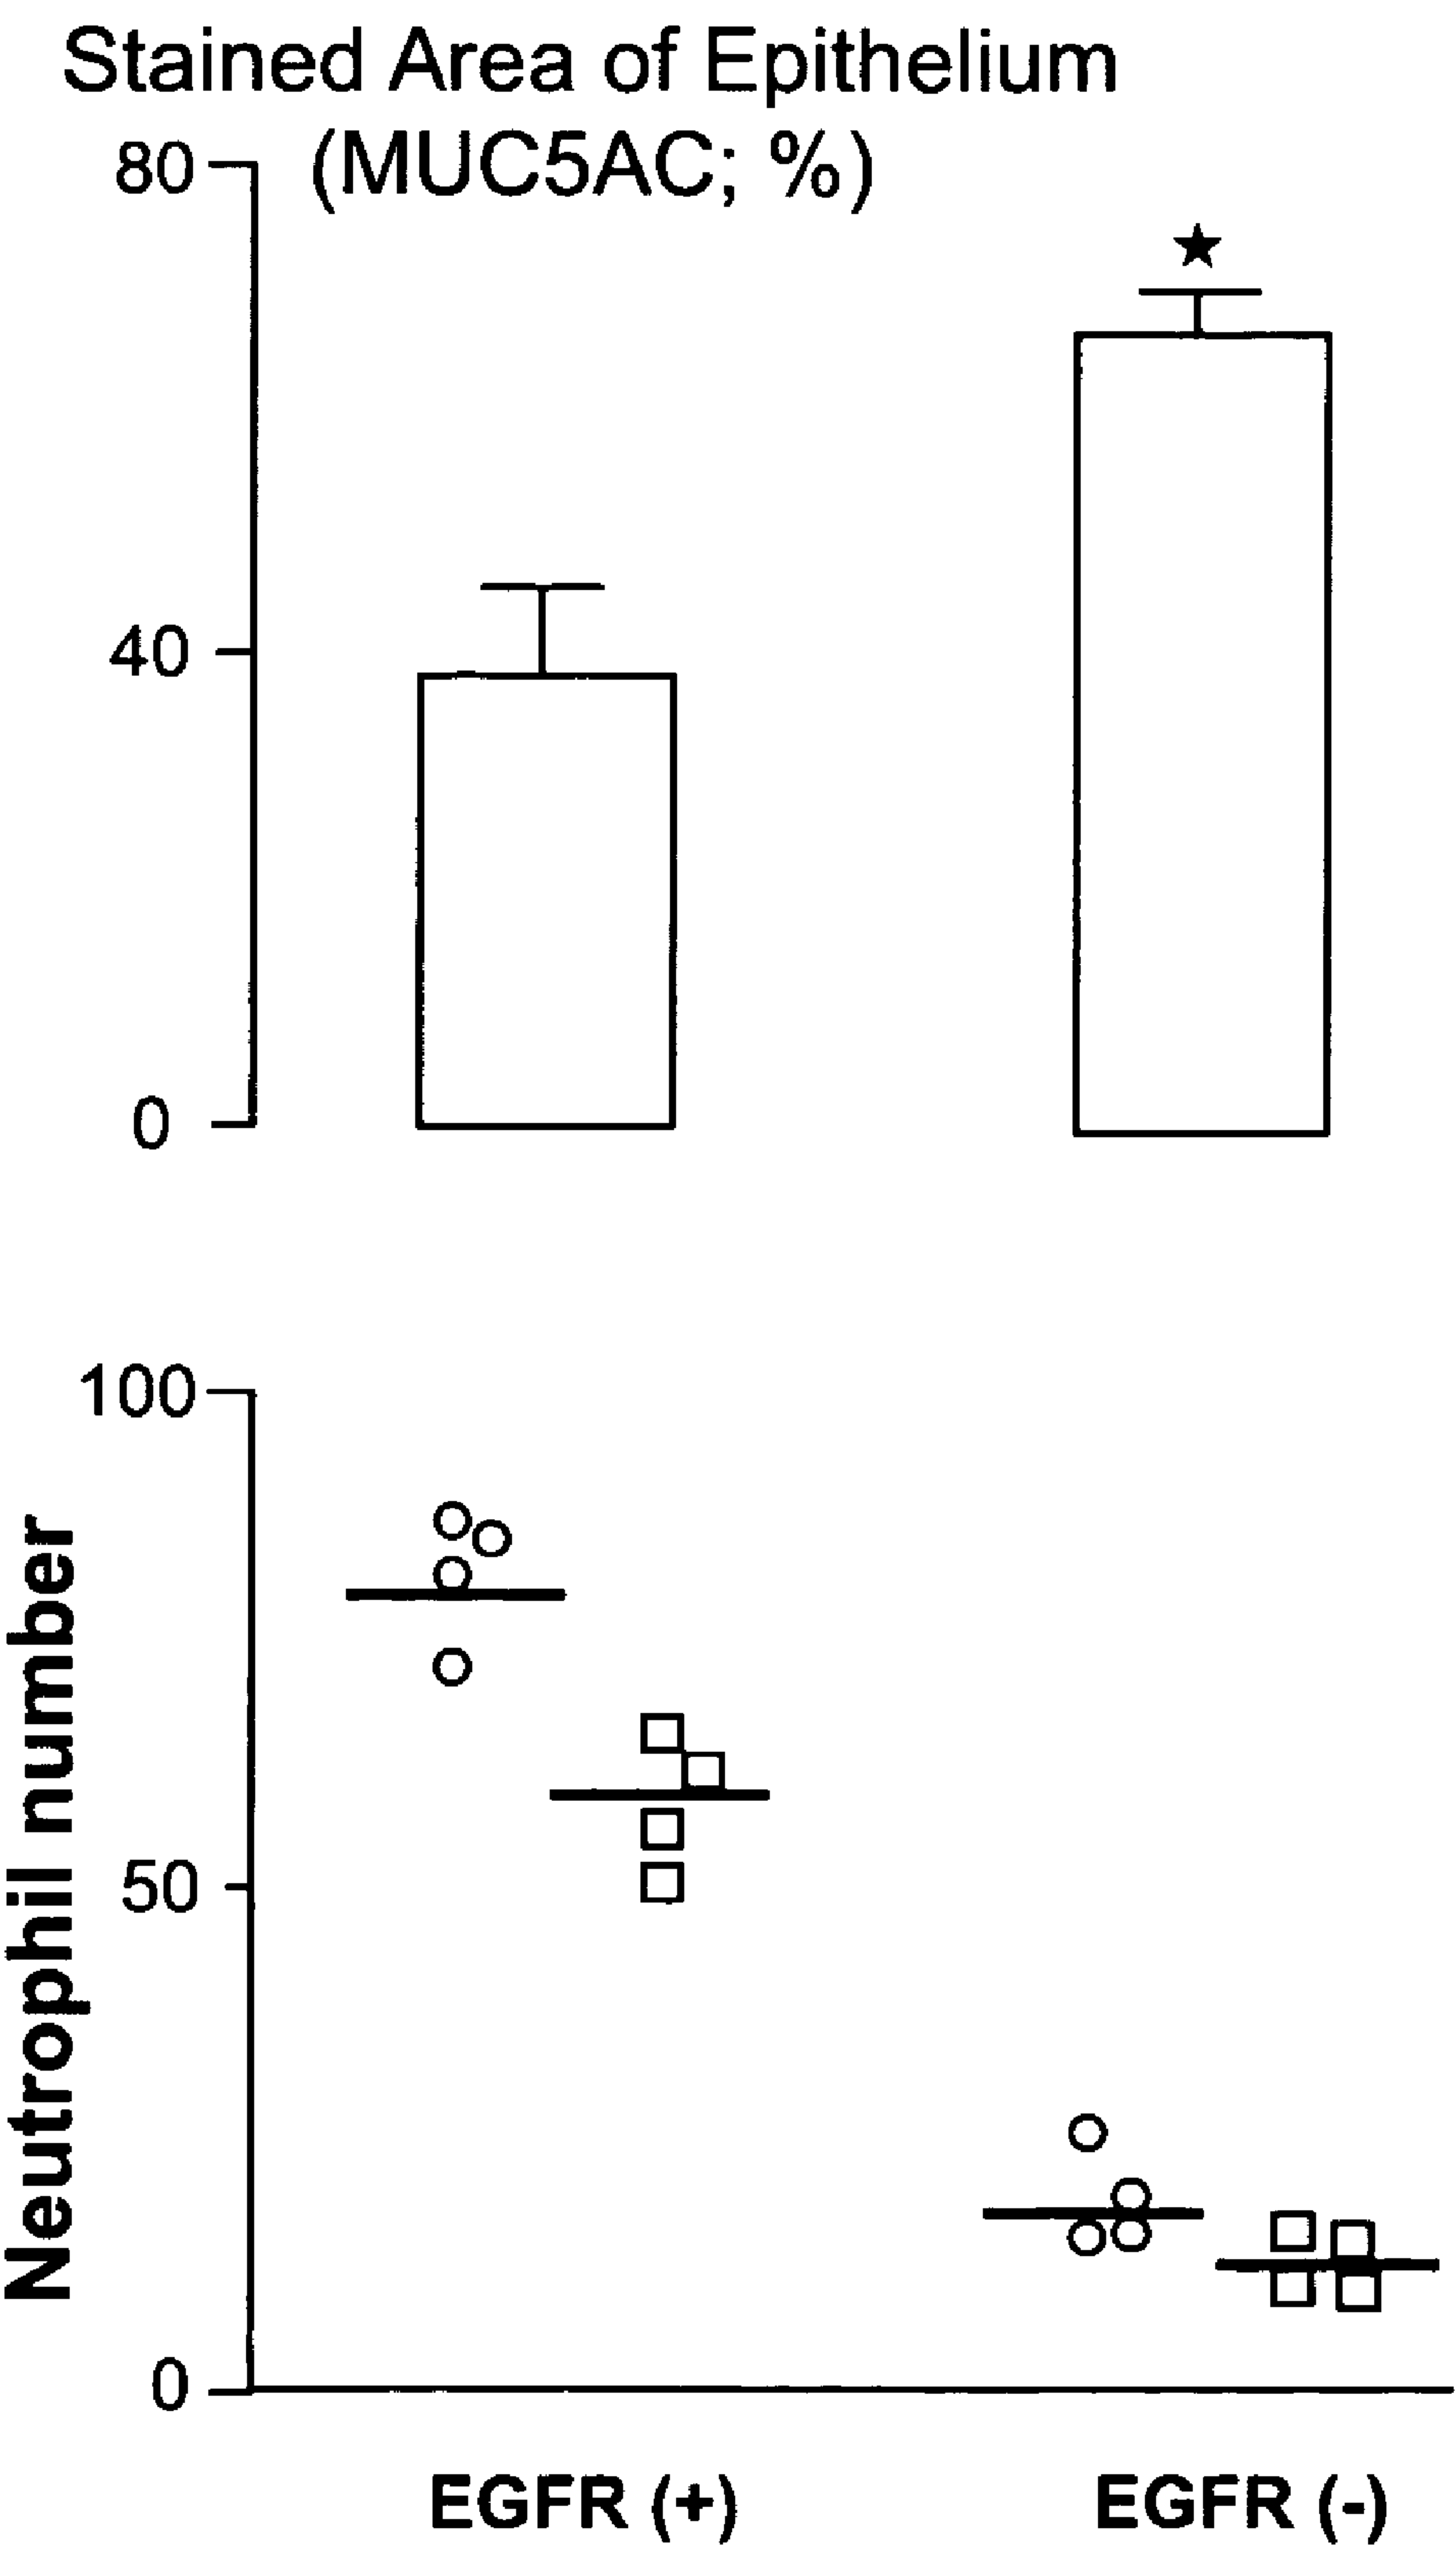 Stained Area of Epithelium
(MUC5AC; %)
80
40
0
100
50
0
Neutrophil number
EGFR (+)
EGFR (-)